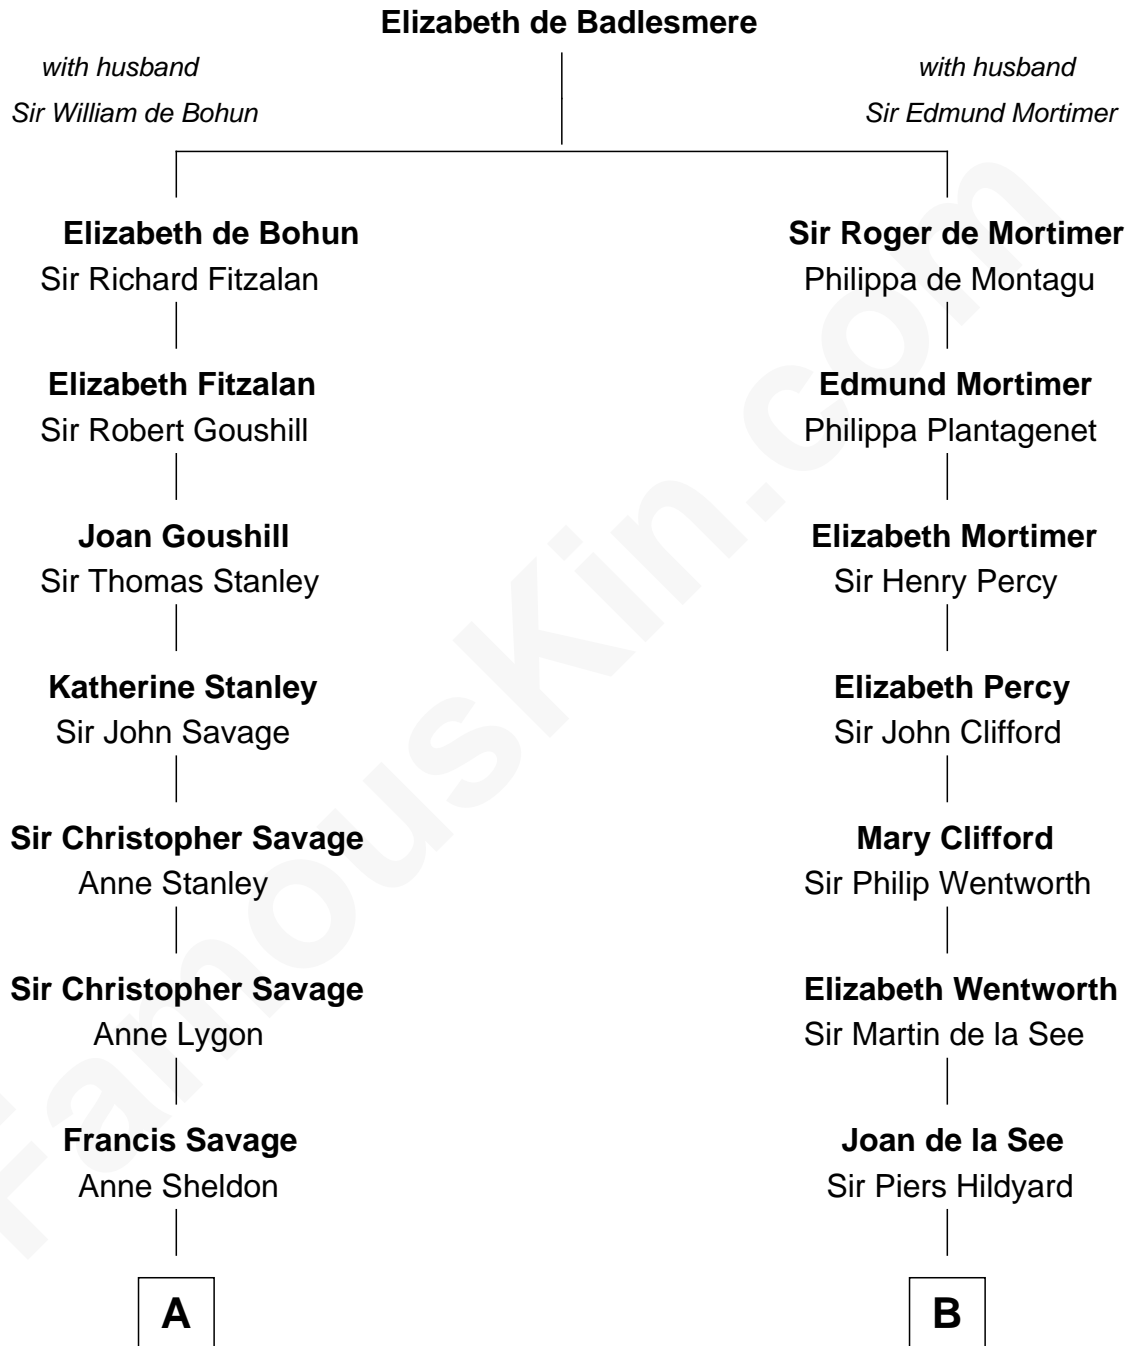 Elizabeth de Badlesmere
with husband
Sir William de Bohun
with husband
Sir Edmund Mortimer
Elizabeth de Bohun
Sir Richard Fitzalan
Sir Roger de Mortimer
Philippa de Montagu
Elizabeth Fitzalan
Sir Robert Goushill
Edmund Mortimer
Philippa Plantagenet
Joan Goushill
Sir Thomas Stanley
Elizabeth Mortimer
Sir Henry Percy
Katherine Stanley
Sir John Savage
Elizabeth Percy
Sir John Clifford
Sir Christopher Savage
Anne Stanley
Mary Clifford
Sir Philip Wentworth
Sir Christopher Savage
Anne Lygon
Elizabeth Wentworth
Sir Martin de la See
Francis Savage
Anne Sheldon
Joan de la See
Sir Piers Hildyard
A
B
FamousKin.com